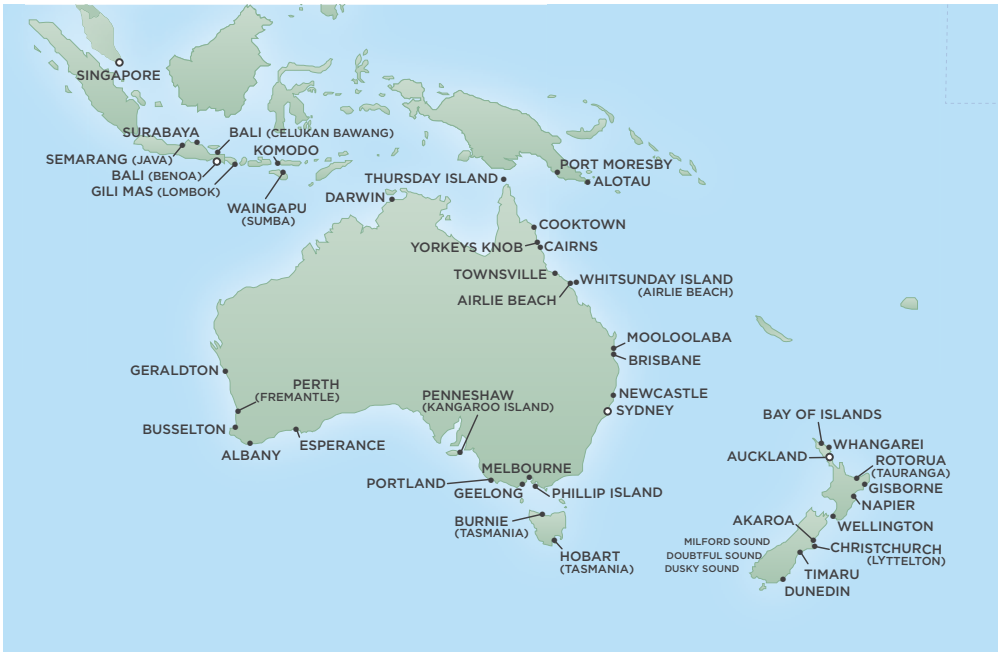 SINGAPORE
SURABAYA
BALI (CELUKAN BAWANG)
SEMARANG (JAVA)
KOMODO
BALI (BENOA)
GILI MAS (LOMBOK)
WAINGAPU
(SUMBA)
PORT MORESBY
THURSDAY ISLAND
ALOTAU
DARWIN
COOKTOWN
YORKEYS KNOB
CAIRNS
TOWNSVILLE
WHITSUNDAY ISLAND
(AIRLIE BEACH)
AIRLIE BEACH
MOOLOOLABA
BRISBANE
GERALDTON
PERTH
(FREMANTLE)
PENNESHAW
(KANGAROO ISLAND)
NEWCASTLE
SYDNEY
BUSSELTON
ALBANY
ESPERANCE
BAY OF ISLANDS
WHANGAREI
AUCKLAND
ROTORUA
(TAURANGA)
GISBORNE
NAPIER
MELBOURNE
PORTLAND
GEELONG
PHILLIP ISLAND
BURNIE
(TASMANIA)
HOBART
(TASMANIA)
WELLINGTON
AKAROA
MILFORD SOUND
DOUBTFUL SOUND
DUSKY SOUND
CHRISTCHURCH
(LYTTELTON)
TIMARU
DUNEDIN